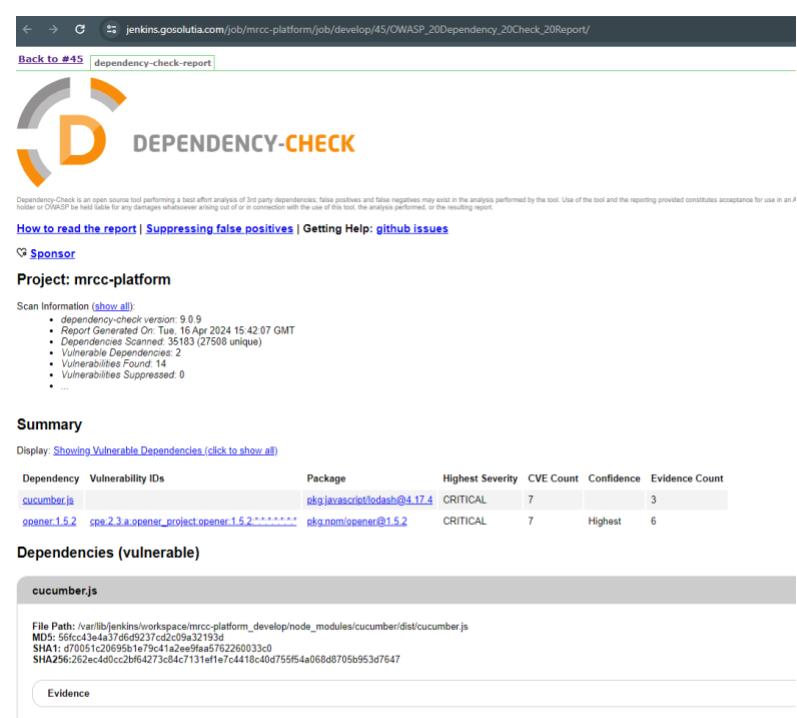 jenkins.gosolutia.com/job/mrcc-platform/job/develop/45/OWASP_20Dependency_20Check_20Report/
Back to #45 dependency-check-report
D DEPENDENCY-CHECK
Dependency-Check is an open source tool performing a best effort analysis of 3rd party dependencies; false positives and false negatives may exist in the analysis performed by the tool. Use of the tool and the reporting provided constitutes acceptance for use in an A
holder or OWASP be held liable for any damages whatsoever arising out of or in connection with the use of this tool, the analysis performed, or the resulting report.
How to read the report | Suppressing false positives | Getting Help: github issues
Sponsor
Project: mrcc-platform
Scan Information (show all):
• dependency-check version: 9.0.9
• Report Generated On: Tue, 16 Apr 2024 15:42:07 GMT
• Dependencies Scanned: 35183 (27508 unique)
• Vulnerable Dependencies: 2
• Vulnerabilities Found: 14
• Vulnerabilities Suppressed: 0
• ...
Summary
Display: Showing Vulnerable Dependencies (click to show all)
Dependency Vulnerability IDs Package Highest Severity CVE Count Confidence Evidence Count
cucumber.js pkg:javascript/lodash@4.17.4 CRITICAL 7 3
opener:1.5.2 cpe:2.3:a:opener_project:opener:1.5.2:*:*:*:*:*:*:* pkg:npm/opener@1.5.2 CRITICAL 7 Highest 6
Dependencies (vulnerable)
cucumber.js
File Path: /var/lib/jenkins/workspace/mrcc-platform_develop/node_modules/cucumber/dist/cucumber.js
MD5: 56fcc43e4a37d6d9237cd2c09a32193d
SHA1: d70051c20695b1e79c41a2ee9faa5762260033c0
SHA256:262ec4d0cc2bf64273c84c7131ef1e7c4418c40d755f54a068d8705b953d7647
Evidence